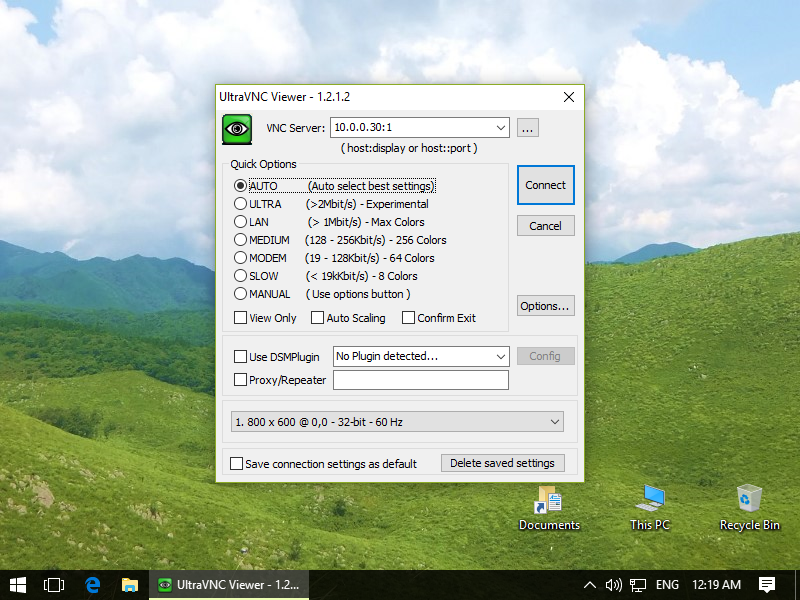 UltraVNC Viewer - 1.2.1.2
VNC Server: 10.0.0.30:1 ...
( host:display or host::port )
Quick Options
AUTO (Auto select best settings)
Connect
ULTRA (>2Mbit/s) - Experimental
LAN (> 1Mbit/s) - Max Colors
Cancel
MEDIUM (128 - 256Kbit/s) - 256 Colors
MODEM (19 - 128Kbit/s) - 64 Colors
SLOW (< 19kKbit/s) - 8 Colors
MANUAL ( Use options button )
Options...
View Only Auto Scaling Confirm Exit
Use DSMPlugin No Plugin detected... Config
Proxy/Repeater
1. 800 x 600 @ 0,0 - 32-bit - 60 Hz
Save connection settings as default Delete saved settings
Documents This PC Recycle Bin
UltraVNC Viewer - 1.2... ENG 12:19 AM